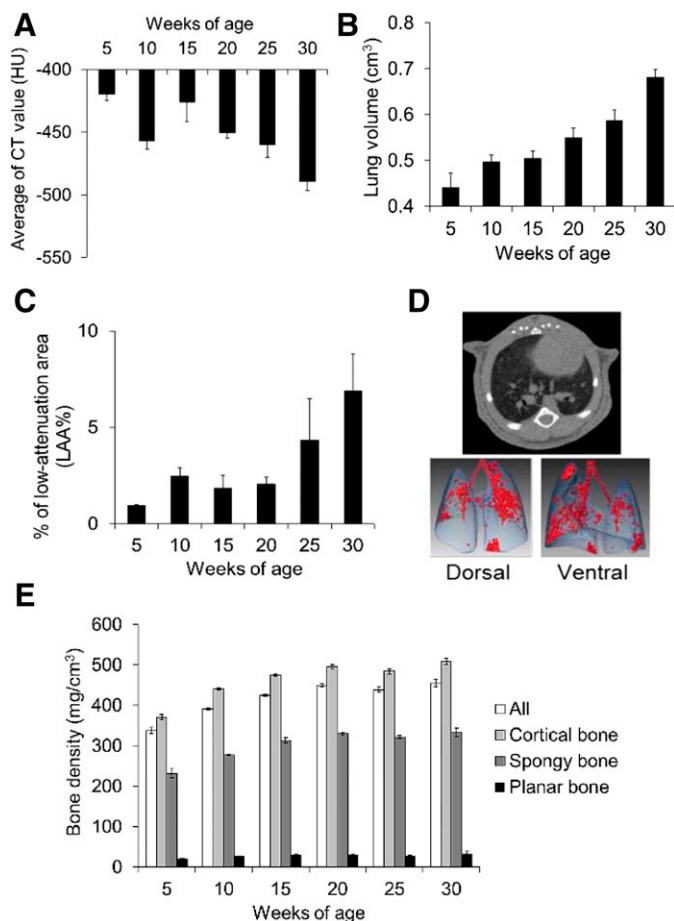 A
Weeks of age
5 10 15 20 25 30
-400
-450
-500
-550
Average of CT value (HU)
B
0.8
0.7
0.6
0.5
0.4
Lung volume (cm³)
5 10 15 20 25 30
Weeks of age
C
10
5
0
% of low-attenuation area
(LAA%)
5 10 15 20 25 30
Weeks of age
D
Dorsal Ventral
E
600
500
400
300
200
100
0
Bone density (mg/cm³)
5 10 15 20 25 30
Weeks of age
All
Cortical bone
Spongy bone
Planar bone